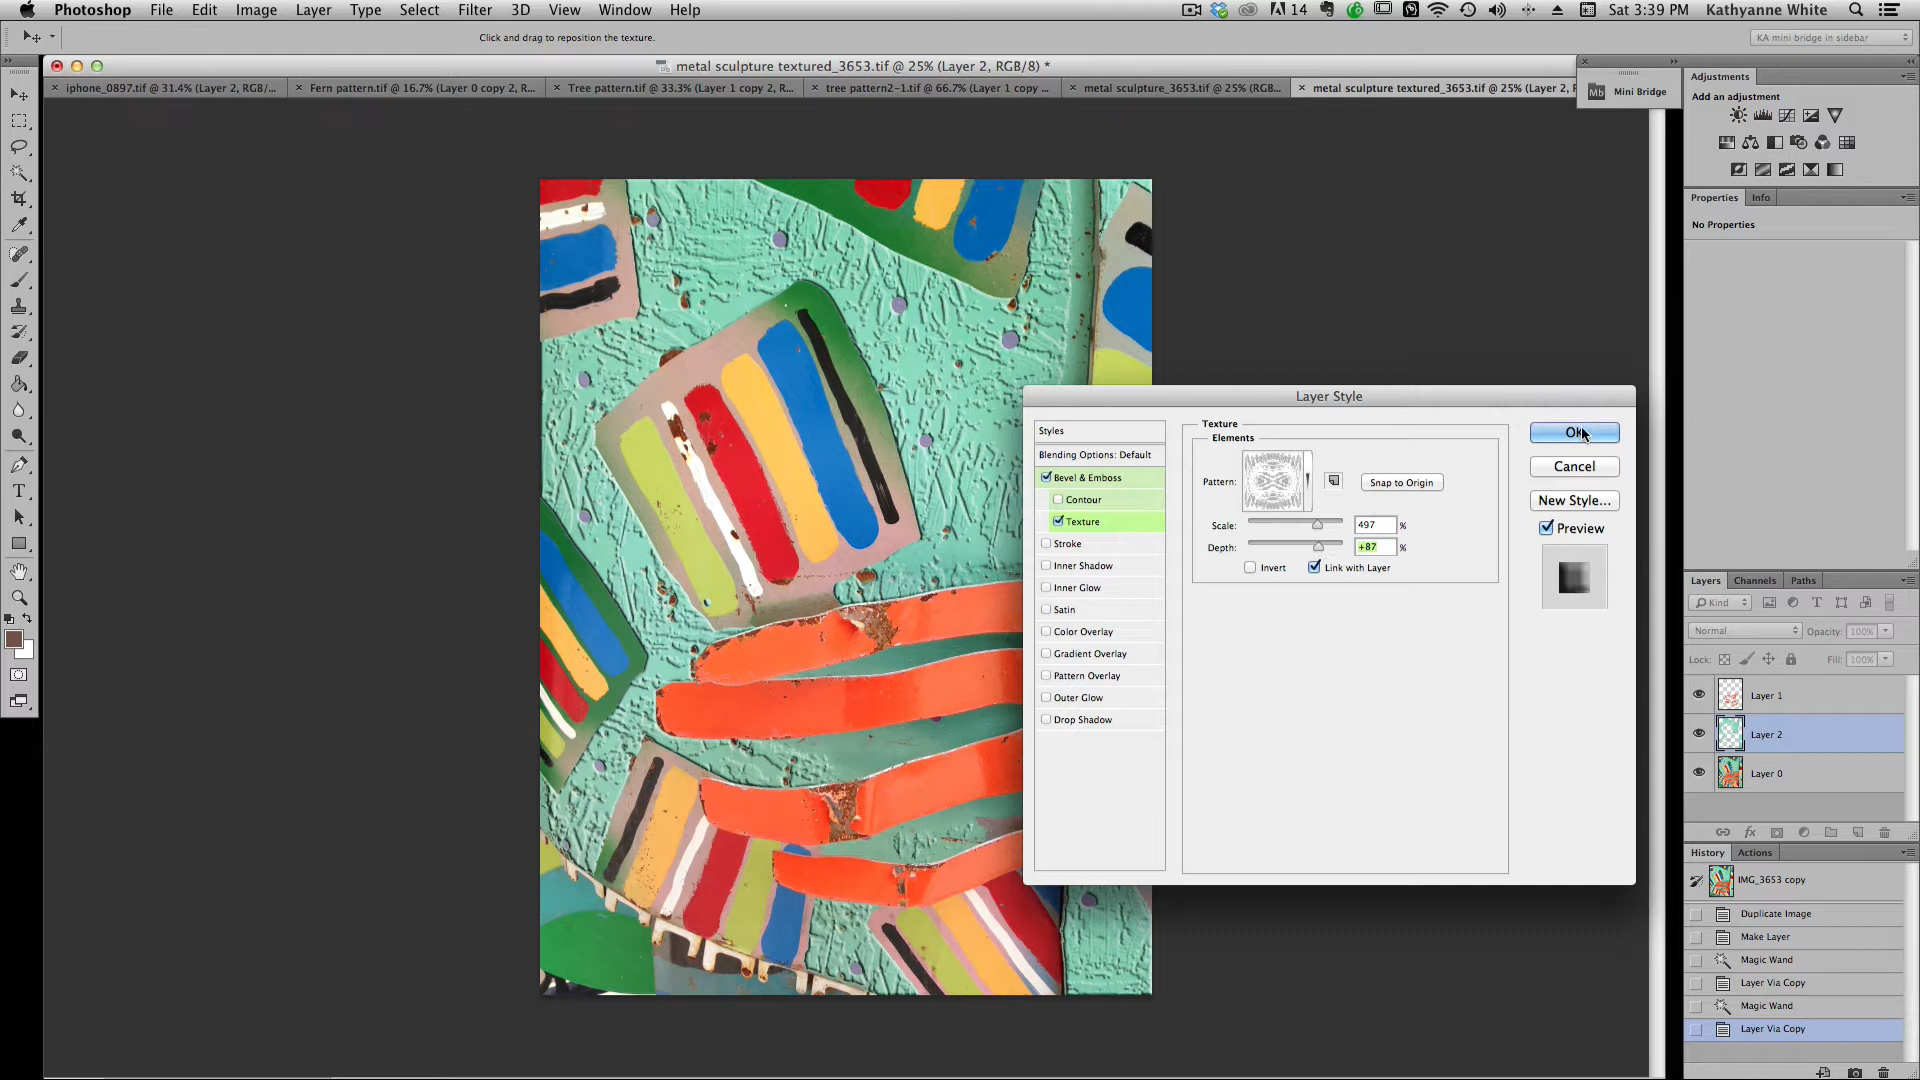 Photoshop File Edit Image Layer Type Select Filter 3D View Window Help 14 Sat 3:39 PM Kathyanne White
Click and drag to reposition the texture. KA mini bridge in sidebar
metal sculpture textured_3653.tif @ 25% (Layer 2, RGB/8) *
iphone_0897.tif @ 31.4% (Layer 2, RGB/... Fern pattern.tif @ 16.7% (Layer 0 copy 2, R... Tree pattern.tif @ 33.3% (Layer 1 copy 2, R... tree pattern2-1.tif @ 66.7% (Layer 1 copy ... metal sculpture_3653.tif @ 25% (RGB... metal sculpture textured_3653.tif @ 25% (Layer 2, F
Mb Mini Bridge
Adjustments
Add an adjustment
Properties Info
No Properties
Layer Style
Styles
Blending Options: Default
Bevel & Emboss
Contour
Texture
Stroke
Inner Shadow
Inner Glow
Satin
Color Overlay
Gradient Overlay
Pattern Overlay
Outer Glow
Drop Shadow
Texture
Elements
Pattern: Snap to Origin
Scale: 497 %
Depth: +87 %
Invert Link with Layer
OK
Cancel
New Style...
Preview
Layers Channels Paths
Kind
Normal Opacity: 100%
Lock: Fill: 100%
Layer 1
Layer 2
Layer 0
fx
History Actions
IMG_3653 copy
Duplicate Image
Make Layer
Magic Wand
Layer Via Copy
Magic Wand
Layer Via Copy